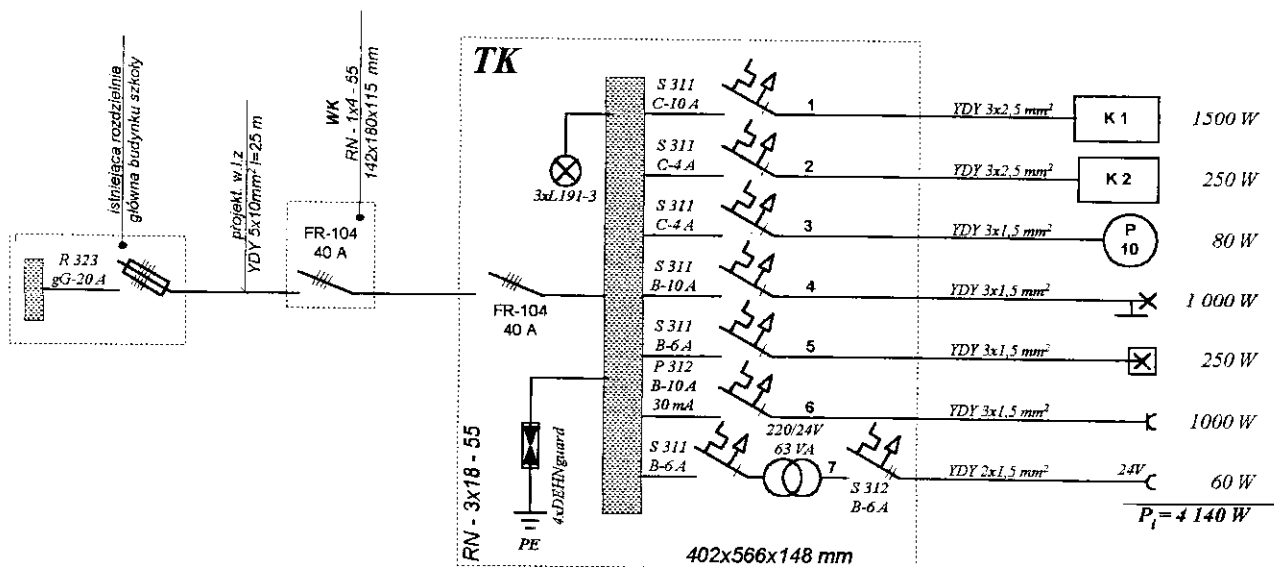 istniejąca rozdzielnie
główna budynku szkoły
R 323
gG-20 A
projekt. w.l.z
YDY 5x10mm² l=25 m
WK
RN - 1x4 - 55
142x180x115 mm
FR-104
40 A
TK
FR-104
40 A
3xL191-3
4xDEHNguard
PE
RN - 3x18 - 55
402x566x148 mm
S 311
C-10 A
1
YDY 3x2,5 mm²
K 1
1500 W
S 311
C-4 A
2
YDY 3x2,5 mm²
K 2
250 W
S 311
C-4 A
3
YDY 3x1,5 mm²
P
10
80 W
S 311
B-10 A
4
YDY 3x1,5 mm²
1 000 W
S 311
B-6 A
5
YDY 3x1,5 mm²
250 W
P 312
B-10 A
30 mA
6
YDY 3x1,5 mm²
1000 W
S 311
B-6 A
220/24V
63 VA
7
S 312
B-6 A
YDY 2x1,5 mm²
24V
60 W
Pi = 4 140 W